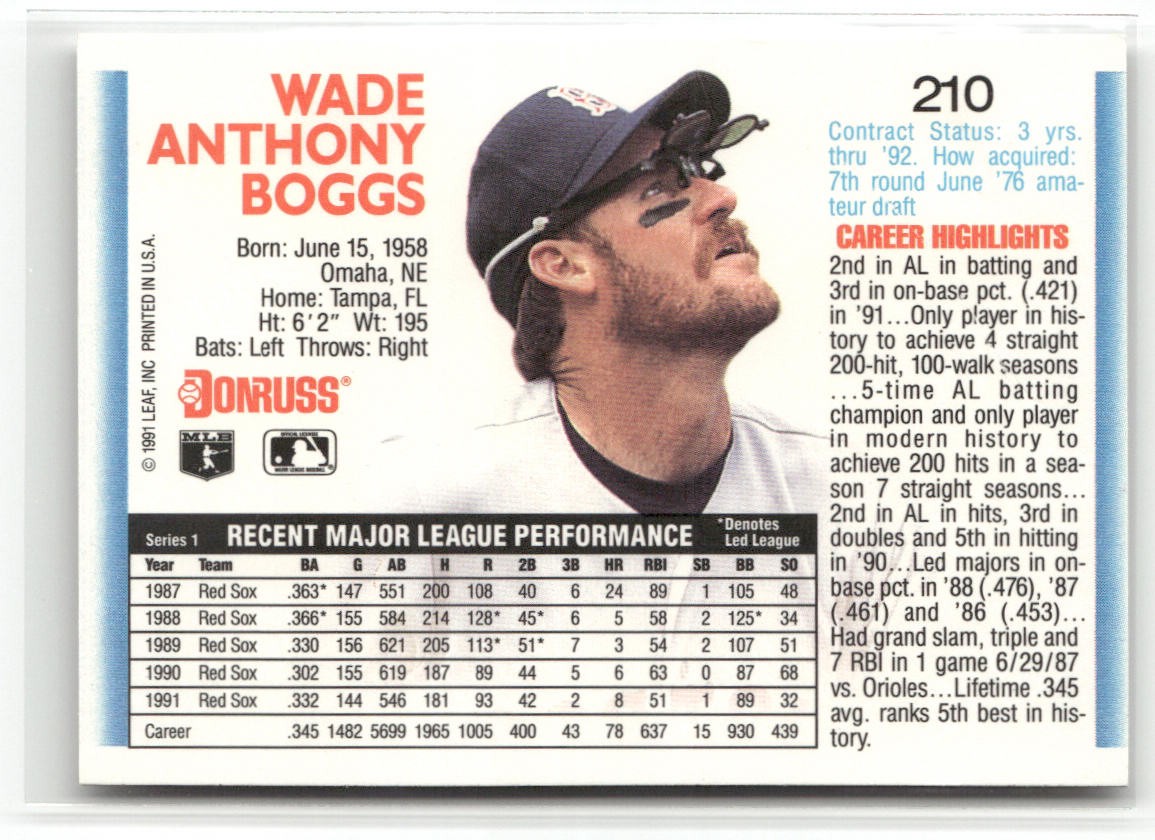 WADE
ANTHONY
BOGGS
Born: June 15, 1958
Omaha, NE
Home: Tampa, FL
Ht: 6′2″ Wt: 195
Bats: Left Throws: Right
DONRUSS®
MLB
OFFICIAL LICENSEE
MAJOR LEAGUE BASEBALL
© 1991 LEAF, INC PRINTED IN U.S.A.
B
210
Contract Status: 3 yrs.
thru '92. How acquired:
7th round June '76 ama-
teur draft
CAREER HIGHLIGHTS
2nd in AL in batting and
3rd in on-base pct. (.421)
in '91...Only player in his-
tory to achieve 4 straight
200-hit, 100-walk seasons
...5-time AL batting
champion and only player
in modern history to
achieve 200 hits in a sea-
son 7 straight seasons...
2nd in AL in hits, 3rd in
doubles and 5th in hitting
in '90...Led majors in on-
base pct. in '88 (.476), '87
(.461) and '86 (.453)...
Had grand slam, triple and
7 RBI in 1 game 6/29/87
vs. Orioles...Lifetime .345
avg. ranks 5th best in his-
tory.
Series 1 RECENT MAJOR LEAGUE PERFORMANCE *Denotes
Led League
Year Team BA G AB H R 2B 3B HR RBI SB BB SO
1987 Red Sox .363* 147 551 200 108 40 6 24 89 1 105 48
1988 Red Sox .366* 155 584 214 128* 45* 6 5 58 2 125* 34
1989 Red Sox .330 156 621 205 113* 51* 7 3 54 2 107 51
1990 Red Sox .302 155 619 187 89 44 5 6 63 0 87 68
1991 Red Sox .332 144 546 181 93 42 2 8 51 1 89 32
Career .345 1482 5699 1965 1005 400 43 78 637 15 930 439